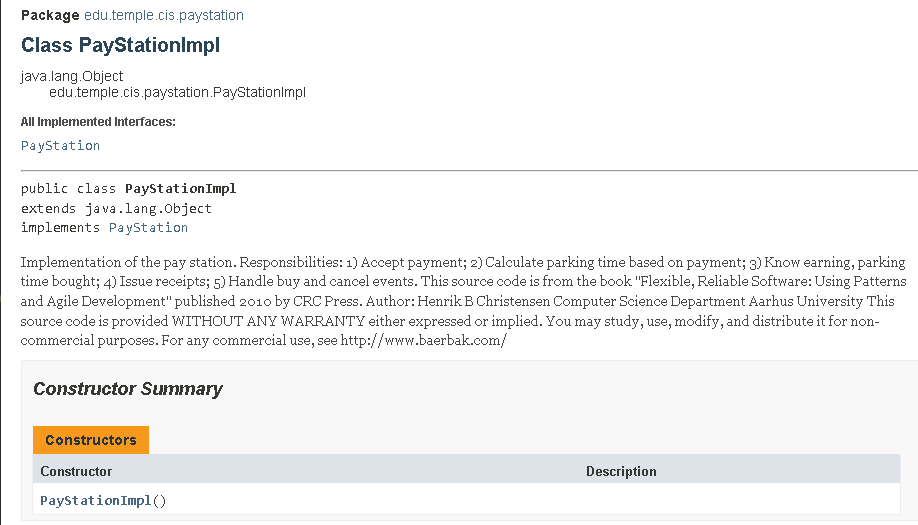 Package edu.temple.cis.paystation
Class PayStationImpl
java.lang.Object
edu.temple.cis.paystation.PayStationImpl
All Implemented Interfaces:
PayStation
public class PayStationImpl
extends java.lang.Object
implements PayStation
Implementation of the pay station. Responsibilities: 1) Accept payment; 2) Calculate parking time based on payment; 3) Know earning, parking
time bought; 4) Issue receipts; 5) Handle buy and cancel events. This source code is from the book "Flexible, Reliable Software: Using Patterns
and Agile Development" published 2010 by CRC Press. Author: Henrik B Christensen Computer Science Department Aarhus University This
source code is provided WITHOUT ANY WARRANTY either expressed or implied. You may study, use, modify, and distribute it for non-
commercial purposes. For any commercial use, see http://www.baerbak.com/
Constructor Summary
Constructors
Constructor Description
PayStationImpl()